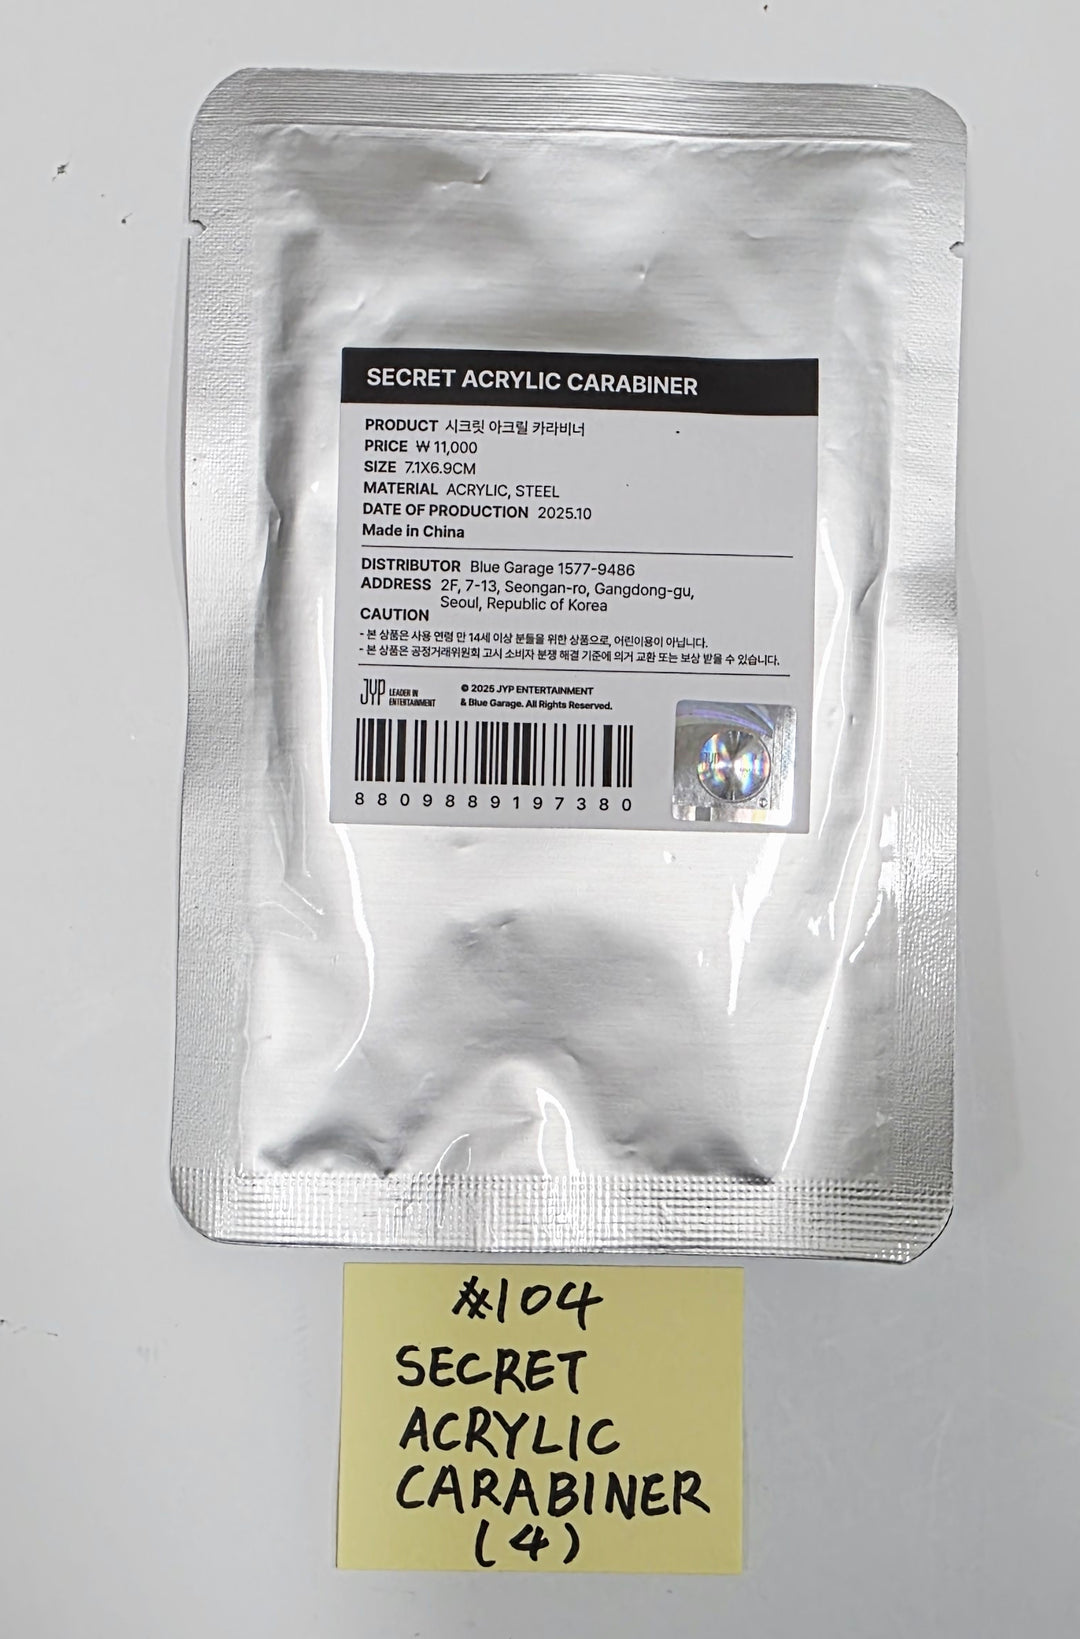 SECRET ACRYLIC CARABINER
PRODUCT 시크릿 아크릴 카라비너
PRICE ₩ 11,000
SIZE 7.1X6.9CM
MATERIAL ACRYLIC, STEEL
DATE OF PRODUCTION 2025.10
Made in China
DISTRIBUTOR Blue Garage 1577-9486
ADDRESS 2F, 7-13, Seongan-ro, Gangdong-gu,
Seoul, Republic of Korea
CAUTION
- 본 상품은 사용 연령 만 14세 이상 분들을 위한 상품으로, 어린이용이 아닙니다.
- 본 상품은 공정거래위원회 고시 소비자 분쟁 해결 기준에 의거 교환 또는 보상 받을 수 있습니다.
JYP LEADER IN
ENTERTAINMENT
© 2025 JYP ENTERTAINMENT
& Blue Garage. All Rights Reserved.
8809889197380
JYP
#104
SECRET
ACRYLIC
CARABINER
(4)